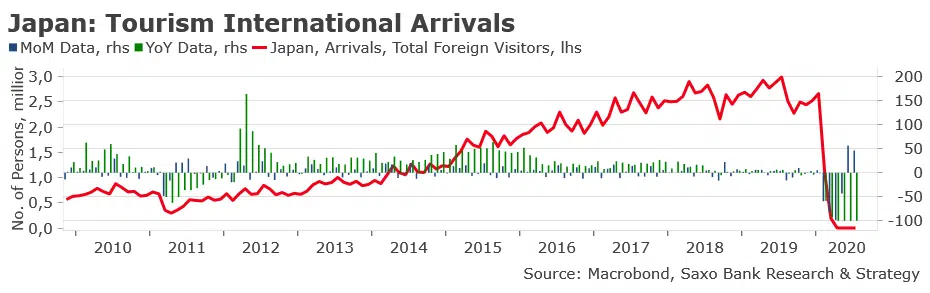 Japan: Tourism International Arrivals
MoM Data, rhs YoY Data, rhs Japan, Arrivals, Total Foreign Visitors, lhs
No. of Persons, millior
3,0
2,5
2,0
1,5
1,0
0,5
0,0
200
150
100
50
0
-50
-100
2010 2011 2012 2013 2014 2015 2016 2017 2018 2019 2020
Source: Macrobond, Saxo Bank Research & Strategy